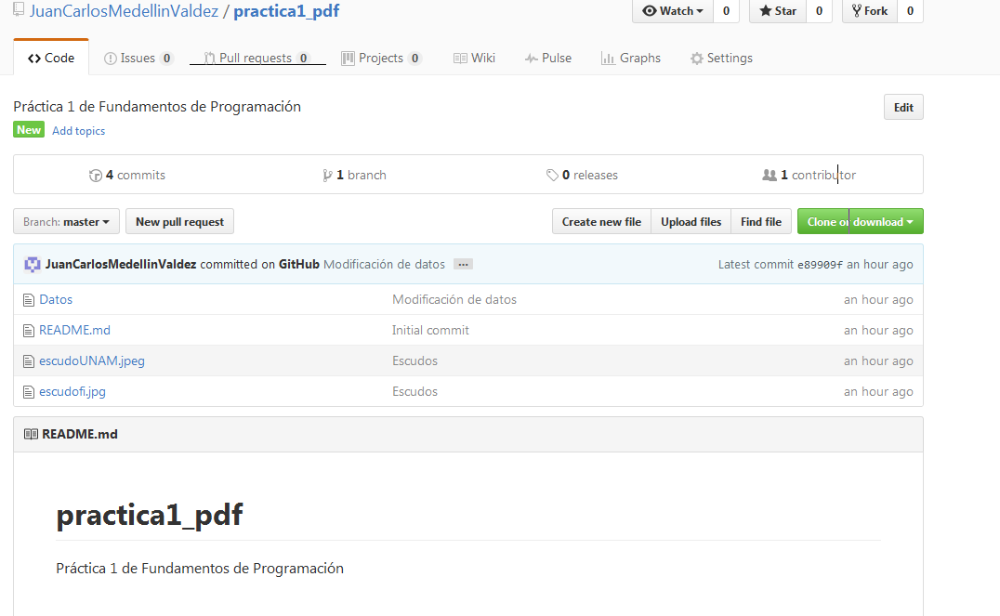 JuanCarlosMedellinValdez / practica1_pdf
Watch 0 Star 0 Fork 0
Code Issues 0 Pull requests 0 Projects 0 Wiki Pulse Graphs Settings
Práctica 1 de Fundamentos de Programación Edit
New Add topics
4 commits 1 branch 0 releases 1 contributor
Branch: master New pull request Create new file Upload files Find file Clone or download
JuanCarlosMedellinValdez committed on GitHub Modificación de datos ... Latest commit e89909f an hour ago
Datos Modificación de datos an hour ago
README.md Initial commit an hour ago
escudoUNAM.jpeg Escudos an hour ago
escudofi.jpg Escudos an hour ago
README.md
practica1_pdf
Práctica 1 de Fundamentos de Programación